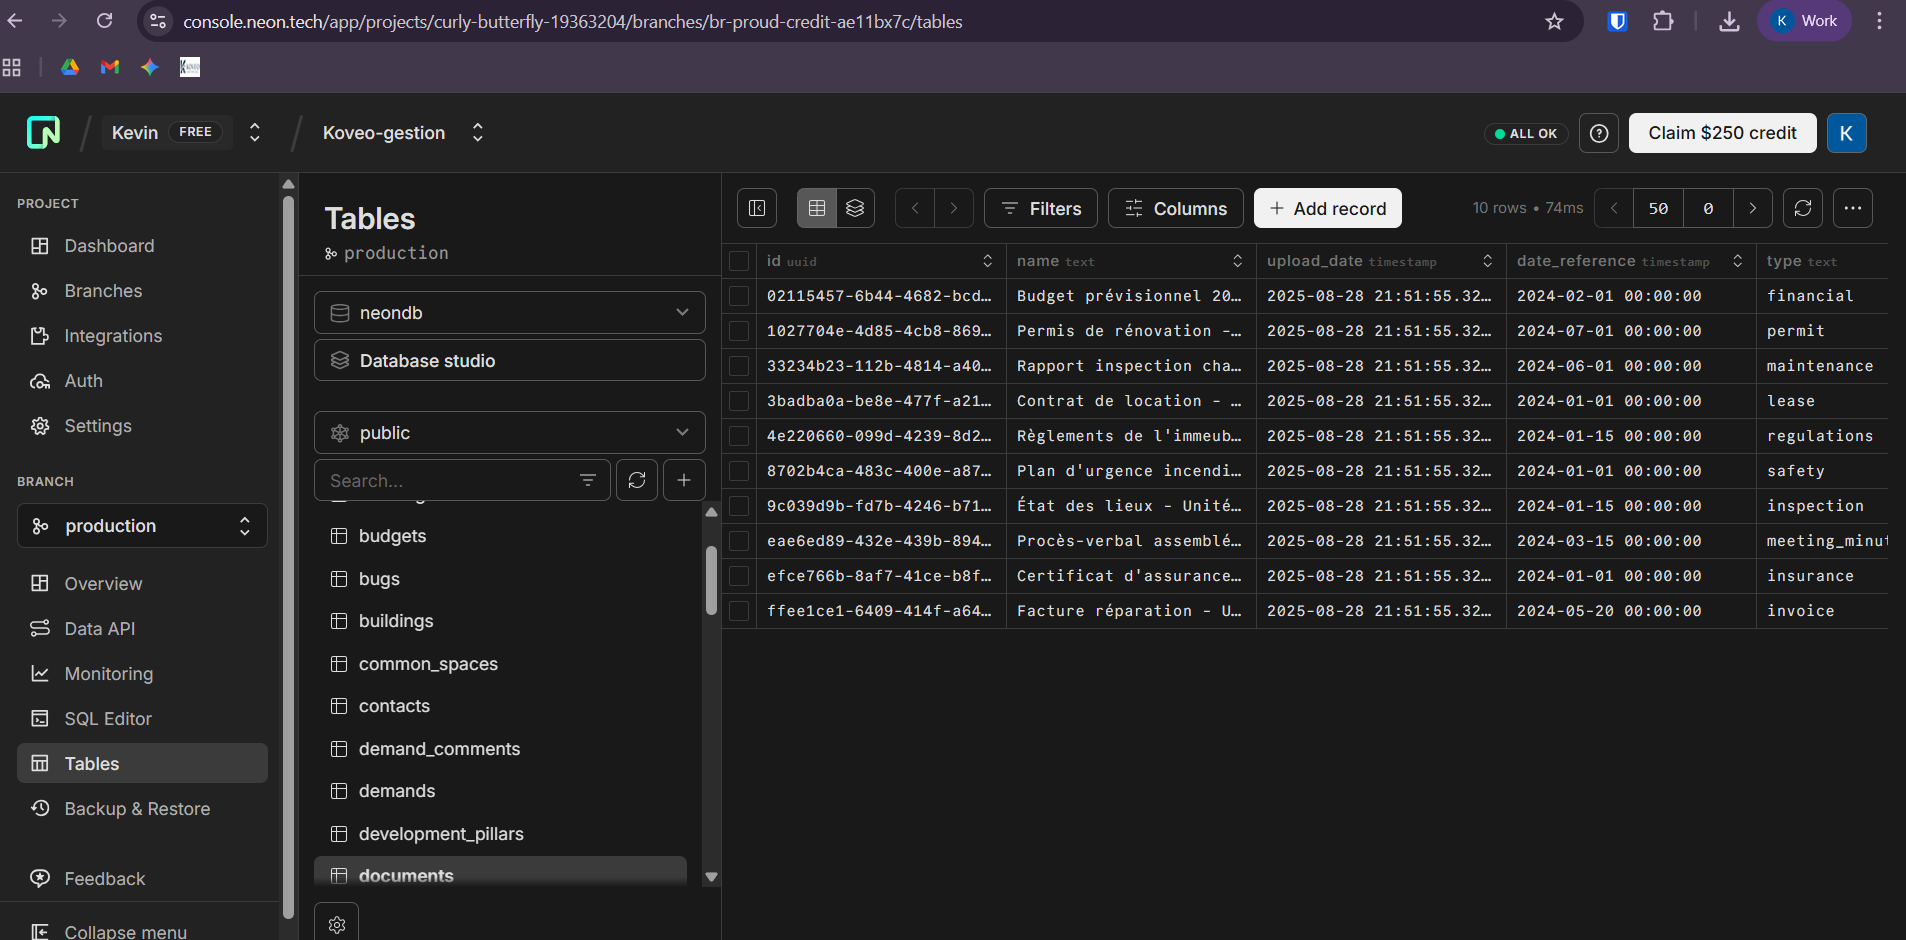 console.neon.tech/app/projects/curly-butterfly-19363204/branches/br-proud-credit-ae11bx7c/tables
K Work
Kevin FREE
Koveo-gestion
ALL OK
Claim $250 credit
K
PROJECT
Dashboard
Branches
Integrations
Auth
Settings
BRANCH
production
Overview
Data API
Monitoring
SQL Editor
Tables
Backup & Restore
Feedback
Collapse menu
Tables
production
neondb
Database studio
public
Search...
budgets
bugs
buildings
common_spaces
contacts
demand_comments
demands
development_pillars
documents
Filters
Columns
+ Add record
10 rows • 74ms
50
0
id uuid name text upload_date timestamp date_reference timestamp type text
02115457-6b44-4682-bcd… Budget prévisionnel 20… 2025-08-28 21:51:55.32… 2024-02-01 00:00:00 financial
1027704e-4d85-4cb8-869… Permis de rénovation -… 2025-08-28 21:51:55.32… 2024-07-01 00:00:00 permit
33234b23-112b-4814-a40… Rapport inspection cha… 2025-08-28 21:51:55.32… 2024-06-01 00:00:00 maintenance
3badba0a-be8e-477f-a21… Contrat de location - … 2025-08-28 21:51:55.32… 2024-01-01 00:00:00 lease
4e220660-099d-4239-8d2… Règlements de l'immeub… 2025-08-28 21:51:55.32… 2024-01-15 00:00:00 regulations
8702b4ca-483c-400e-a87… Plan d'urgence incendi… 2025-08-28 21:51:55.32… 2024-01-01 00:00:00 safety
9c039d9b-fd7b-4246-b71… État des lieux - Unité… 2025-08-28 21:51:55.32… 2024-01-15 00:00:00 inspection
eae6ed89-432e-439b-894… Procès-verbal assemblé… 2025-08-28 21:51:55.32… 2024-03-15 00:00:00 meeting_minut
efce766b-8af7-41ce-b8f… Certificat d'assurance… 2025-08-28 21:51:55.32… 2024-01-01 00:00:00 insurance
ffee1ce1-6409-414f-a64… Facture réparation - U… 2025-08-28 21:51:55.32… 2024-05-20 00:00:00 invoice